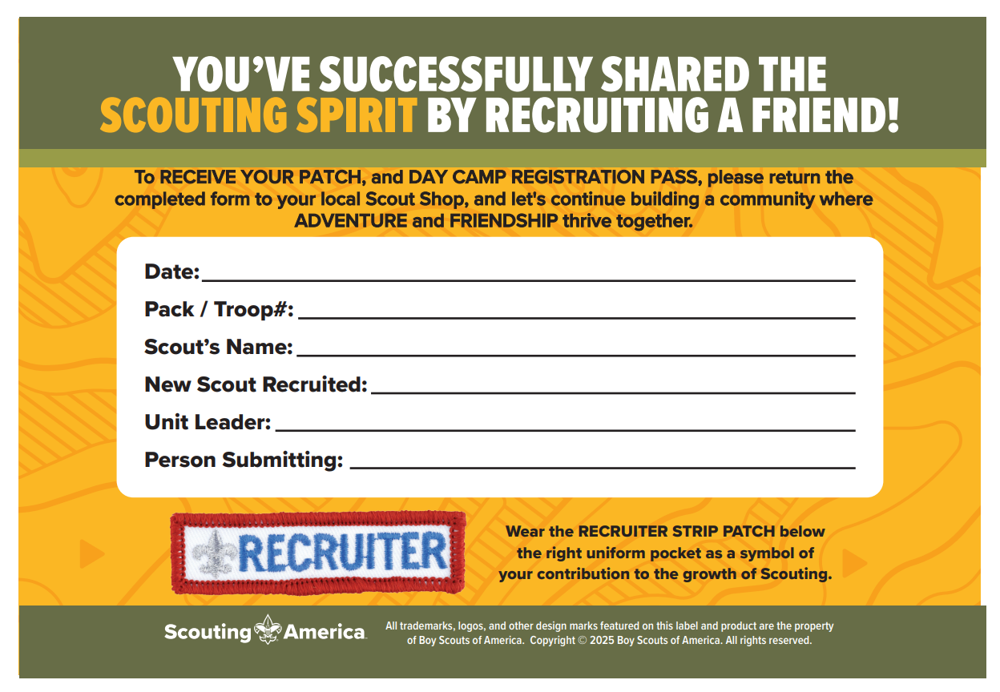 YOU’VE SUCCESSFULLY SHARED THE
SCOUTING SPIRIT BY RECRUITING A FRIEND!
To RECEIVE YOUR PATCH, and DAY CAMP REGISTRATION PASS, please return the
completed form to your local Scout Shop, and let's continue building a community where
ADVENTURE and FRIENDSHIP thrive together.
Date:
Pack / Troop#:
Scout’s Name:
New Scout Recruited:
Unit Leader:
Person Submitting:
RECRUITER
Wear the RECRUITER STRIP PATCH below
the right uniform pocket as a symbol of
your contribution to the growth of Scouting.
Scouting America
All trademarks, logos, and other design marks featured on this label and product are the property
of Boy Scouts of America. Copyright © 2025 Boy Scouts of America. All rights reserved.